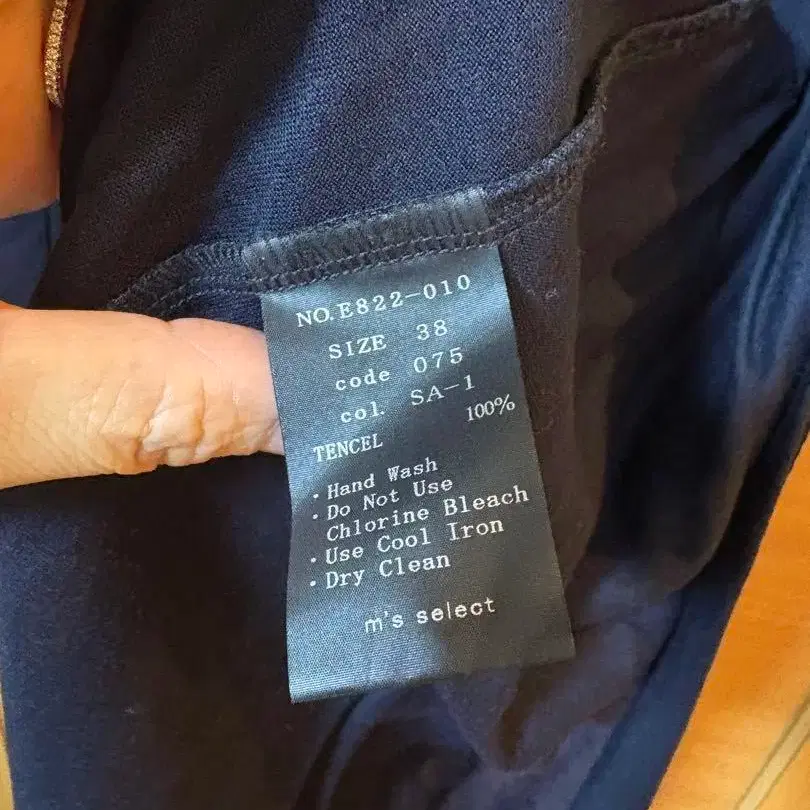 NO.E822-010
SIZE 38
code 075
col. SA-1
TENCEL 100%
· Hand Wash
· Do Not Use
Chlorine Bleach
· Use Cool Iron
· Dry Clean
m's select